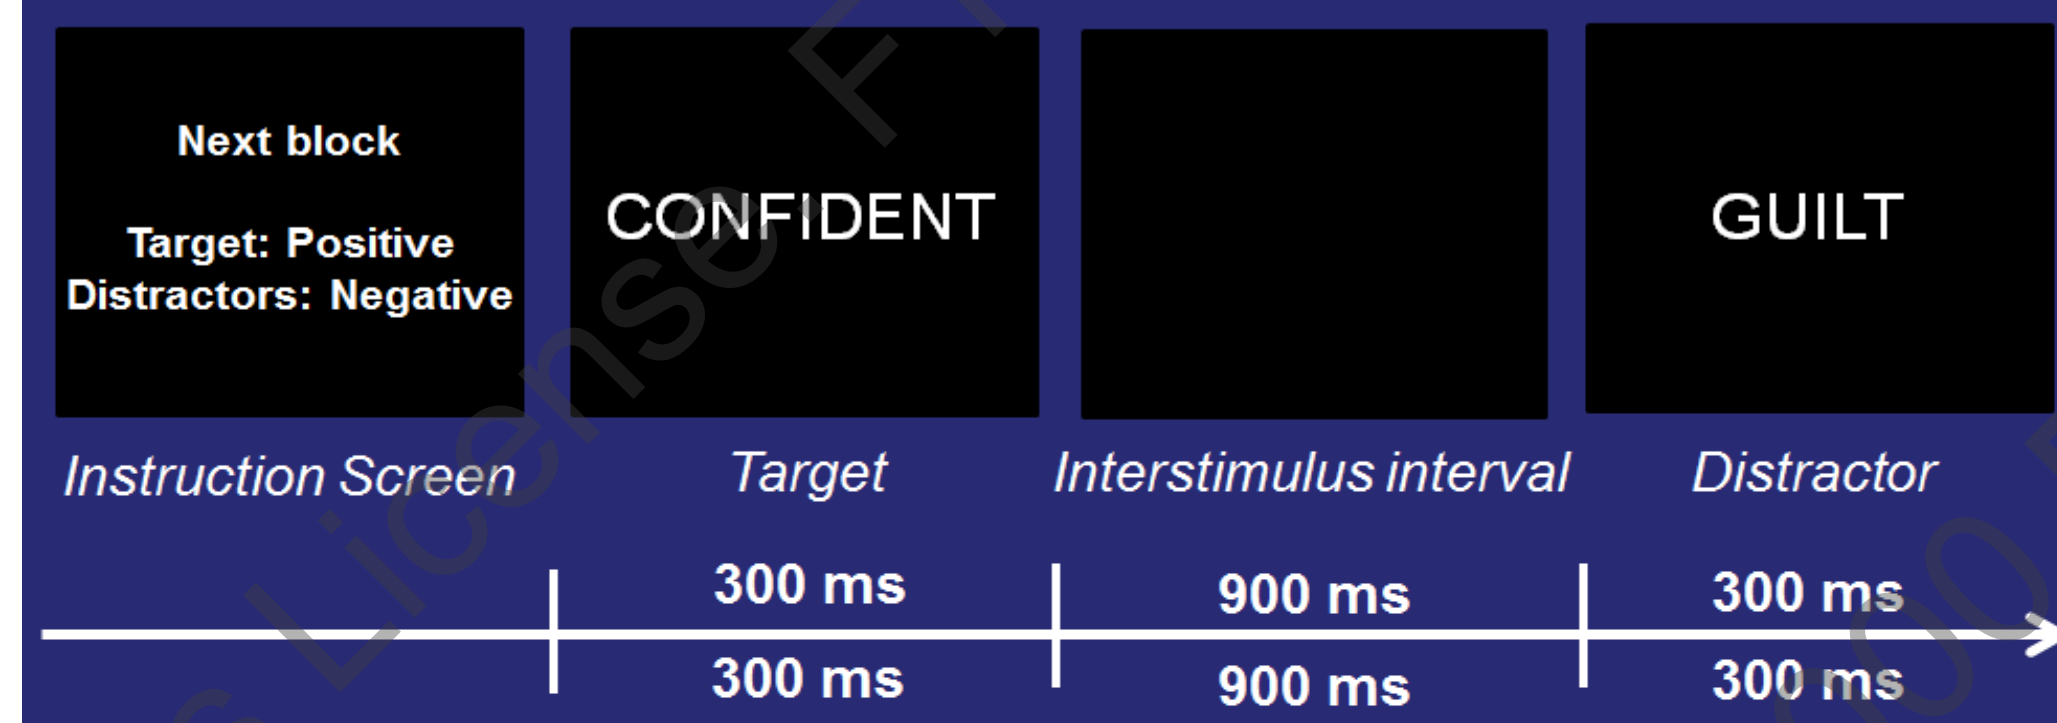 Next block
Target: Positive
Distractors: Negative
CONFIDENT
GUILT
Instruction Screen
Target
Interstimulus interval
Distractor
300 ms
900 ms
300 ms
300 ms
900 ms
300 ms
License.